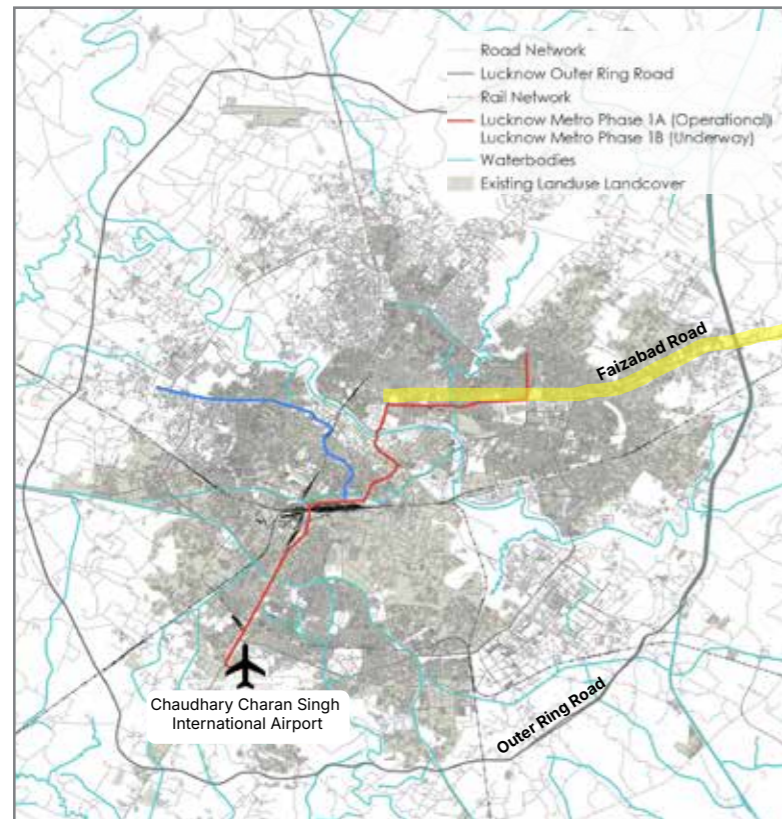 Road Network
Lucknow Outer Ring Road
Rail Network
Lucknow Metro Phase 1A (Operational)
Lucknow Metro Phase 1B (Underway)
Waterbodies
Existing Landuse Landcover
Faizabad Road
Chaudhary Charan Singh
International Airport
Outer Ring Road